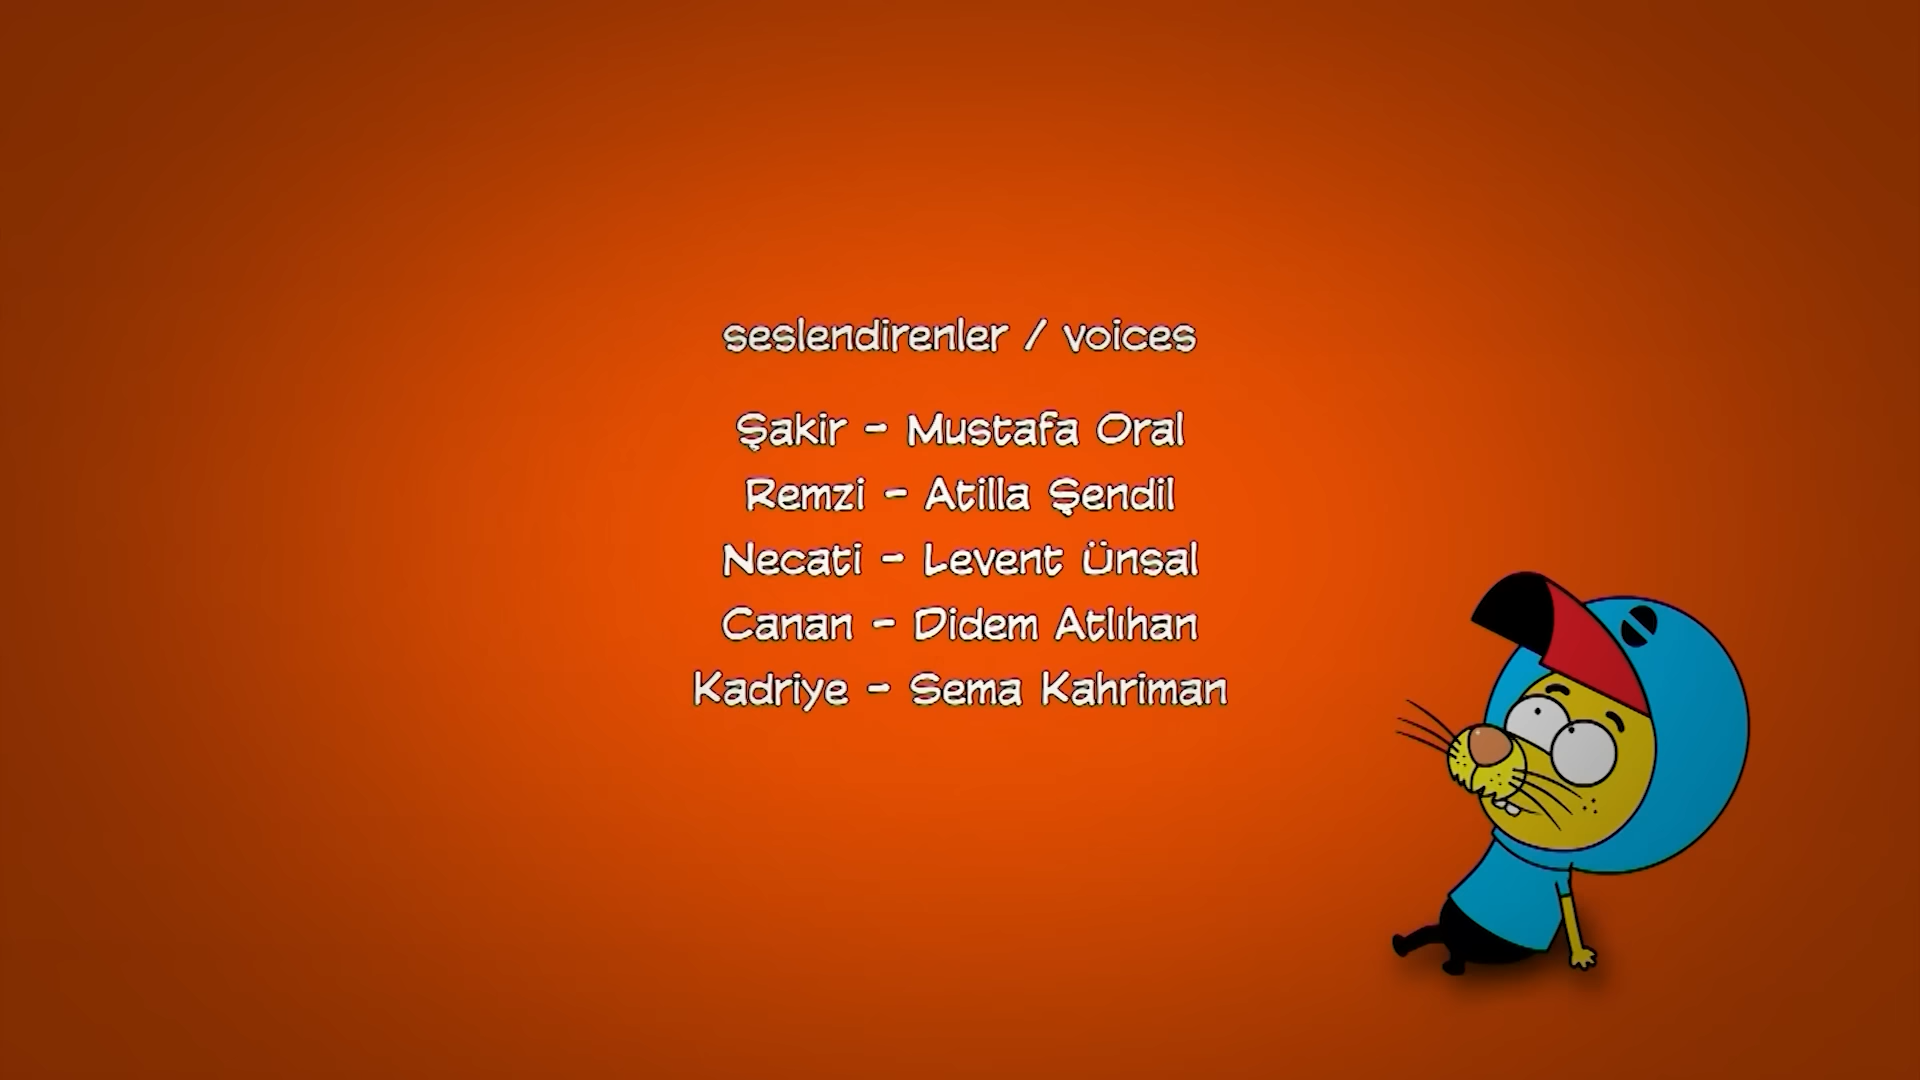 seslendirenler / voices
Şakir - Mustafa Oral
Remzi - Atilla Şendil
Necati - Levent Ünsal
Canan - Didem Atlıhan
Kadriye - Sema Kahriman